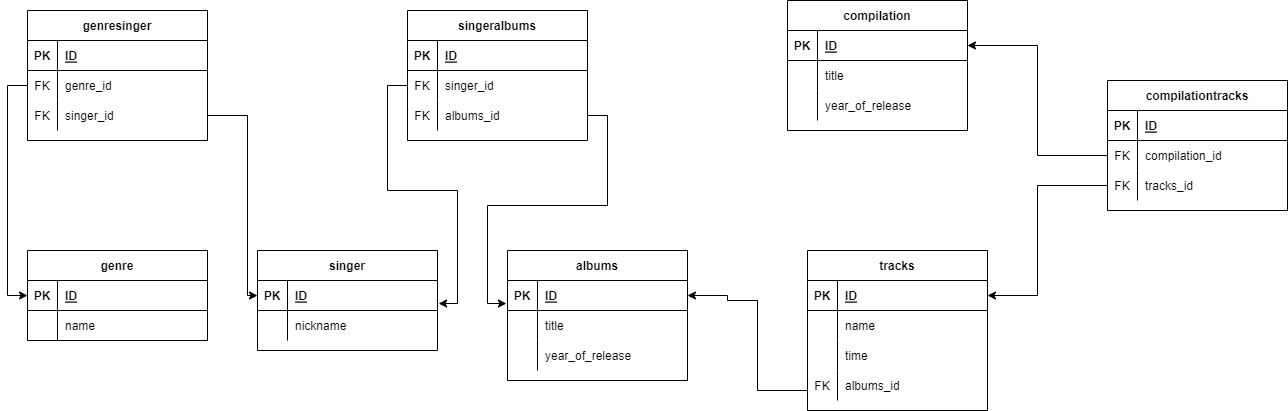 genresinger
PK ID
FK genre_id
FK singer_id
singeralbums
PK ID
FK singer_id
FK albums_id
compilation
PK ID
title
year_of_release
compilationtracks
PK ID
FK compilation_id
FK tracks_id
genre
PK ID
name
singer
PK ID
nickname
albums
PK ID
title
year_of_release
tracks
PK ID
name
time
FK albums_id